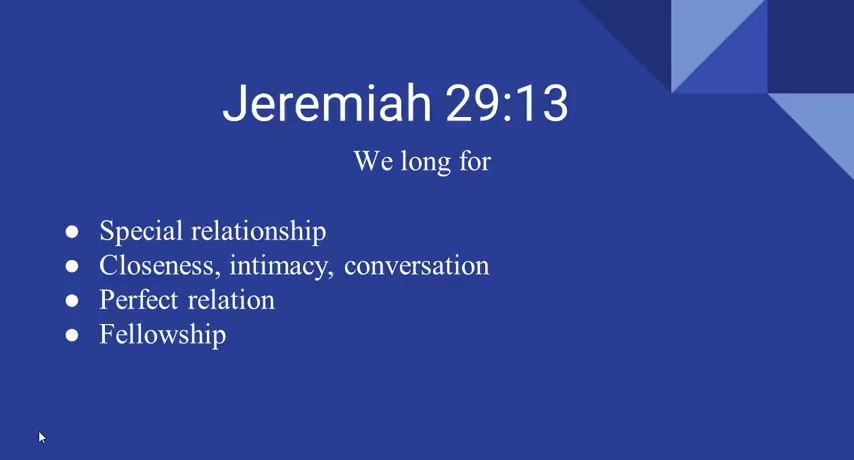 Jeremiah 29:13
We long for
● Special relationship
● Closeness, intimacy, conversation
● Perfect relation
● Fellowship